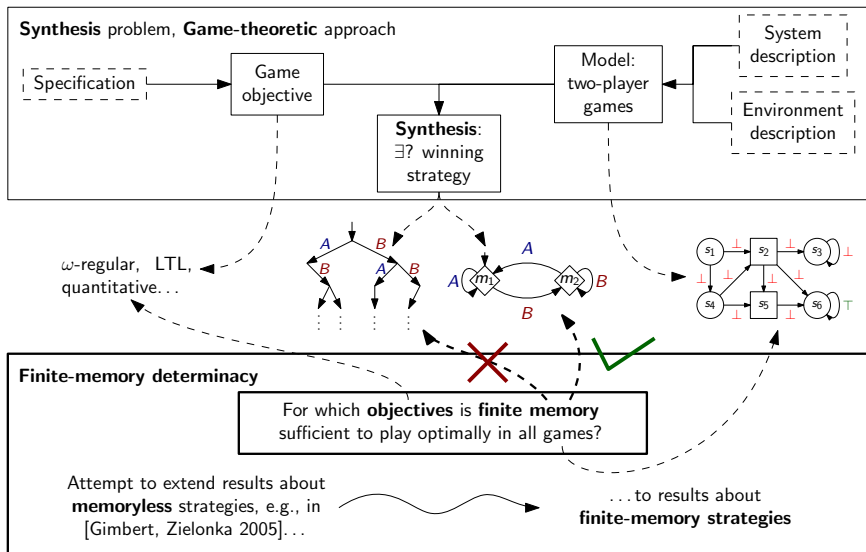 Synthesis problem, Game-theoretic approach
Specification
Game
objective
Model:
two-player
games
System
description
Environment
description
Synthesis:
∃? winning
strategy
ω-regular, LTL,
quantitative...
A
B
B
A
B
⋮
⋮
⋮
⋮
A
A
m₁
m₂
B
B
s₁
⊥
s₂
⊥
s₃
⊥
⊥
⊥
⊥
⊥
s₄
⊥
s₅
⊥
s₆
⊤
Finite-memory determinacy
For which objectives is finite memory
sufficient to play optimally in all games?
Attempt to extend results about
memoryless strategies, e.g., in
[Gimbert, Zielonka 2005]...
...to results about
finite-memory strategies